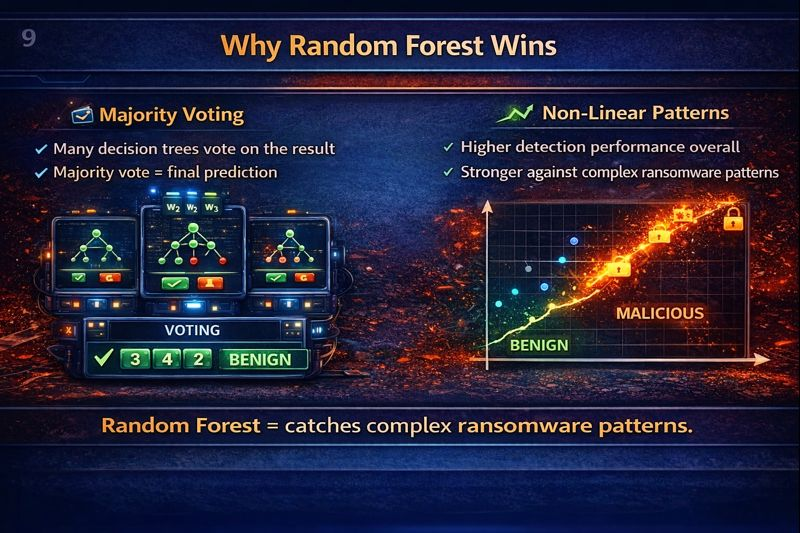 9
Why Random Forest Wins
Majority Voting
Many decision trees vote on the result
Majority vote = final prediction
Non-Linear Patterns
Higher detection performance overall
Stronger against complex ransomware patterns
W2 W2 W3
VOTING
3 4 2 BENIGN
BENIGN
MALICIOUS
Random Forest = catches complex ransomware patterns.